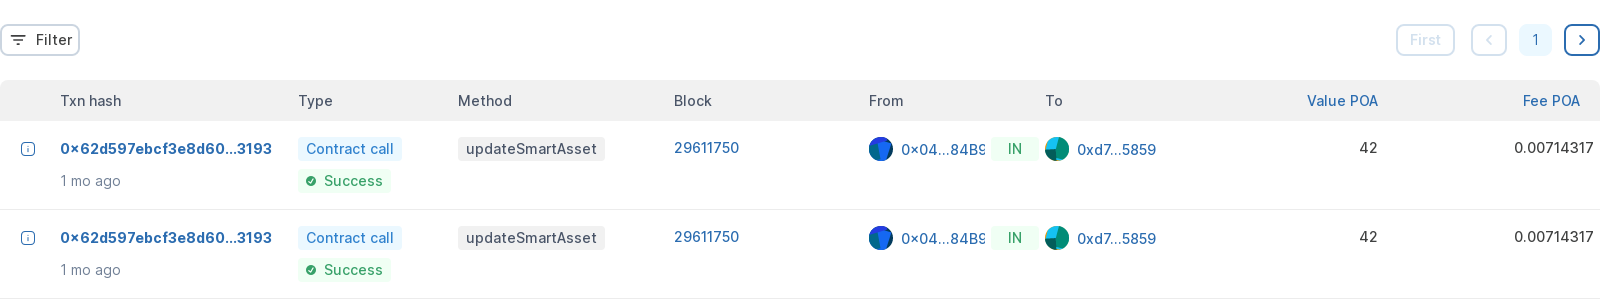 Filter First 1
Txn hash Type Method Block From To Value POA Fee POA
0x62d597ebcf3e8d60...3193 Contract call updateSmartAsset 29611750 0x04...84B9 IN 0xd7...5859 42 0.00714317
1 mo ago Success
0x62d597ebcf3e8d60...3193 Contract call updateSmartAsset 29611750 0x04...84B9 IN 0xd7...5859 42 0.00714317
1 mo ago Success